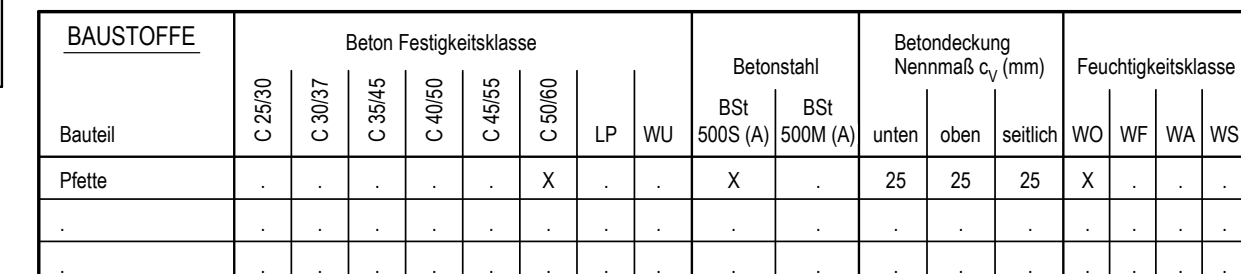 BAUSTOFFE Beton Festigkeitsklasse Betonstahl Betondeckung Nennmaß c_V (mm) Feuchtigkeitsklasse
Bauteil C 25/30 C 30/37 C 35/45 C 40/50 C 45/55 C 50/60 LP WU BSt 500S (A) BSt 500M (A) unten oben seitlich WO WF WA WS
Pfette . . . . . X . . X . 25 25 25 X . . .
. . . . . . . . . . . . . . . . . .
. . . . . . . . . . . . . . . . . .